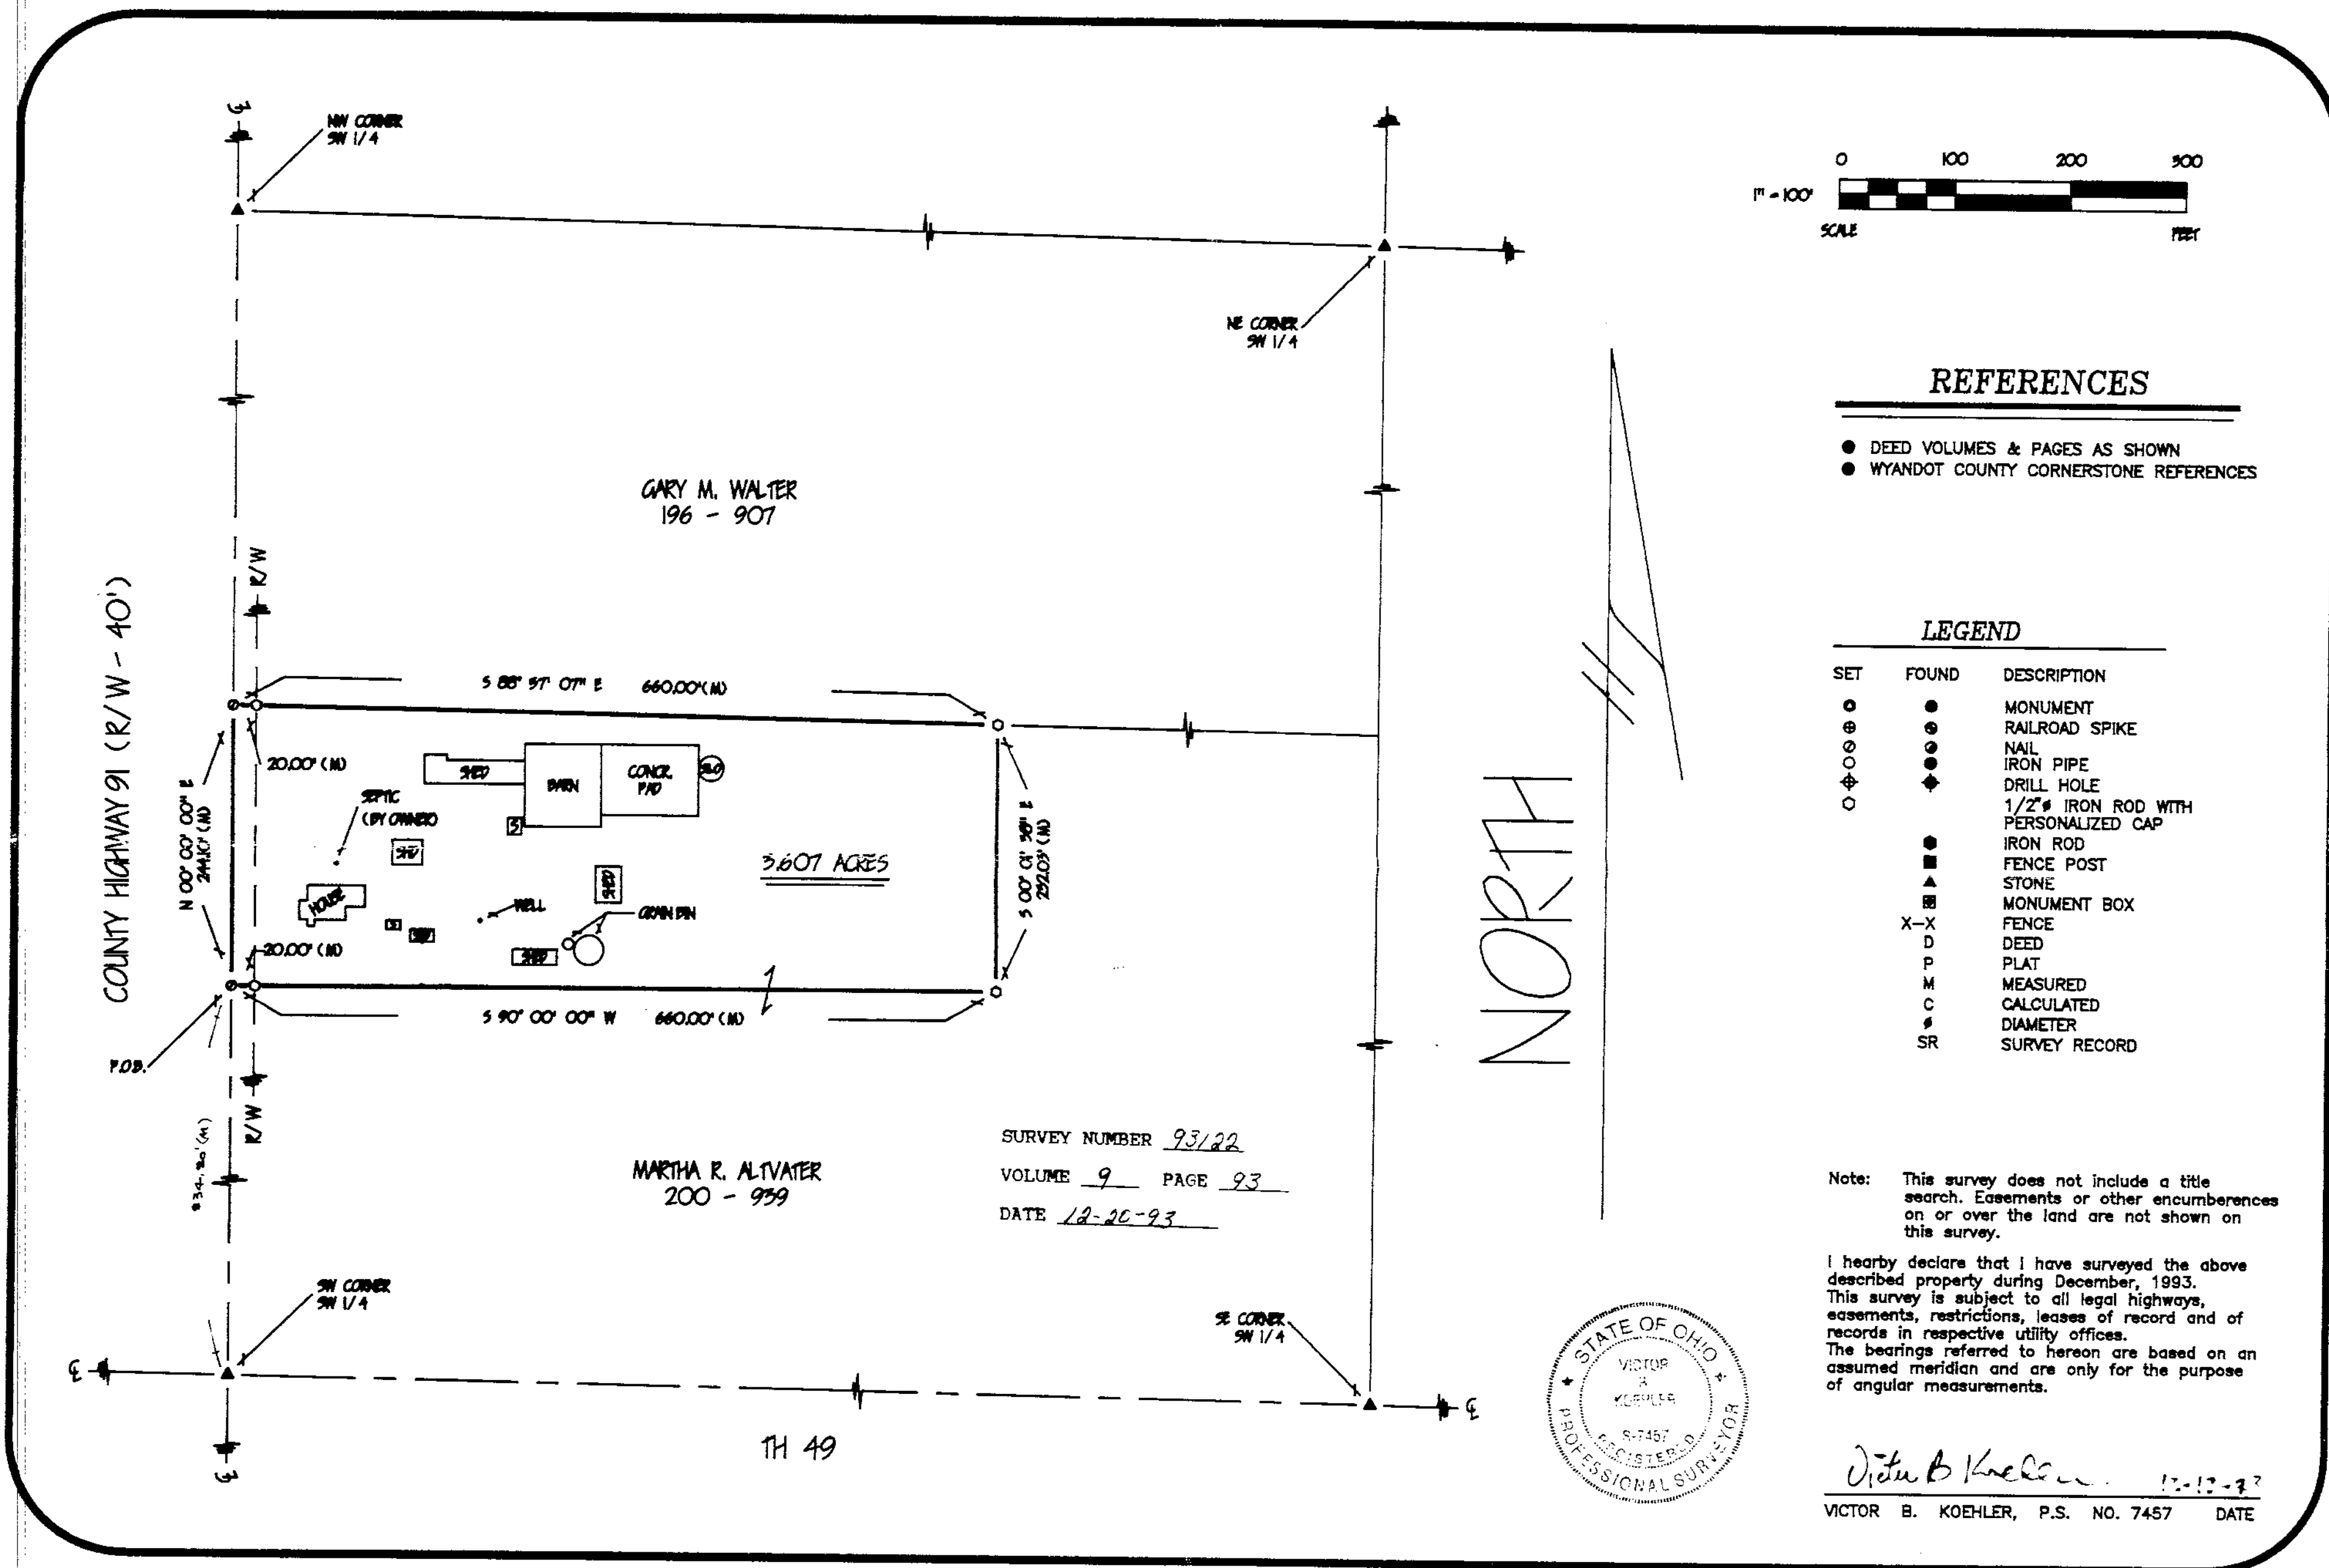 NW CORNER
SW 1/4
0 100 200 300
1" = 100'
SCALE FEET
NE CORNER
SW 1/4
REFERENCES
● DEED VOLUMES & PAGES AS SHOWN
● WYANDOT COUNTY CORNERSTONE REFERENCES
GARY M. WALTER
196 - 907
COUNTY HIGHWAY 91 (R/W - 40')
R/W
S 88° 57' 07" E 660.00' (M)
20.00' (M)
N 00° 00' 00" E
244.10' (M)
SEPTIC
(BY OWNER)
SHED
BARN
CONCR.
PAD
SILO
S
SHED
3.607 ACRES
S 00° 01' 38" E
232.03' (M)
SHED
HOUSE
WELL
GRAIN BIN
SHED
20.00' (M)
S 90° 00' 00" W 660.00' (M)
P.O.B.
R/W
NORTH
LEGEND
SET FOUND DESCRIPTION
MONUMENT
RAILROAD SPIKE
NAIL
IRON PIPE
DRILL HOLE
1/2"ø IRON ROD WITH
PERSONALIZED CAP
IRON ROD
FENCE POST
STONE
MONUMENT BOX
X-X FENCE
D DEED
P PLAT
M MEASURED
C CALCULATED
ø DIAMETER
SR SURVEY RECORD
MARTHA R. ALTVATER
200 - 939
SURVEY NUMBER 93122
VOLUME 9 PAGE 93
DATE 12-20-93
Note: This survey does not include a title
search. Easements or other encumberences
on or over the land are not shown on
this survey.
I hearby declare that I have surveyed the above
described property during December, 1993.
This survey is subject to all legal highways,
easements, restrictions, leases of record and of
records in respective utility offices.
The bearings referred to hereon are based on an
assumed meridian and are only for the purpose
of angular measurements.
SW CORNER
SW 1/4
SE CORNER
SW 1/4
TH 49
STATE OF OHIO
VICTOR
B
KOEHLER
S-7457
REGISTERED
PROFESSIONAL SURVEYOR
Victor B Koehler
VICTOR B. KOEHLER, P.S. NO. 7457 DATE